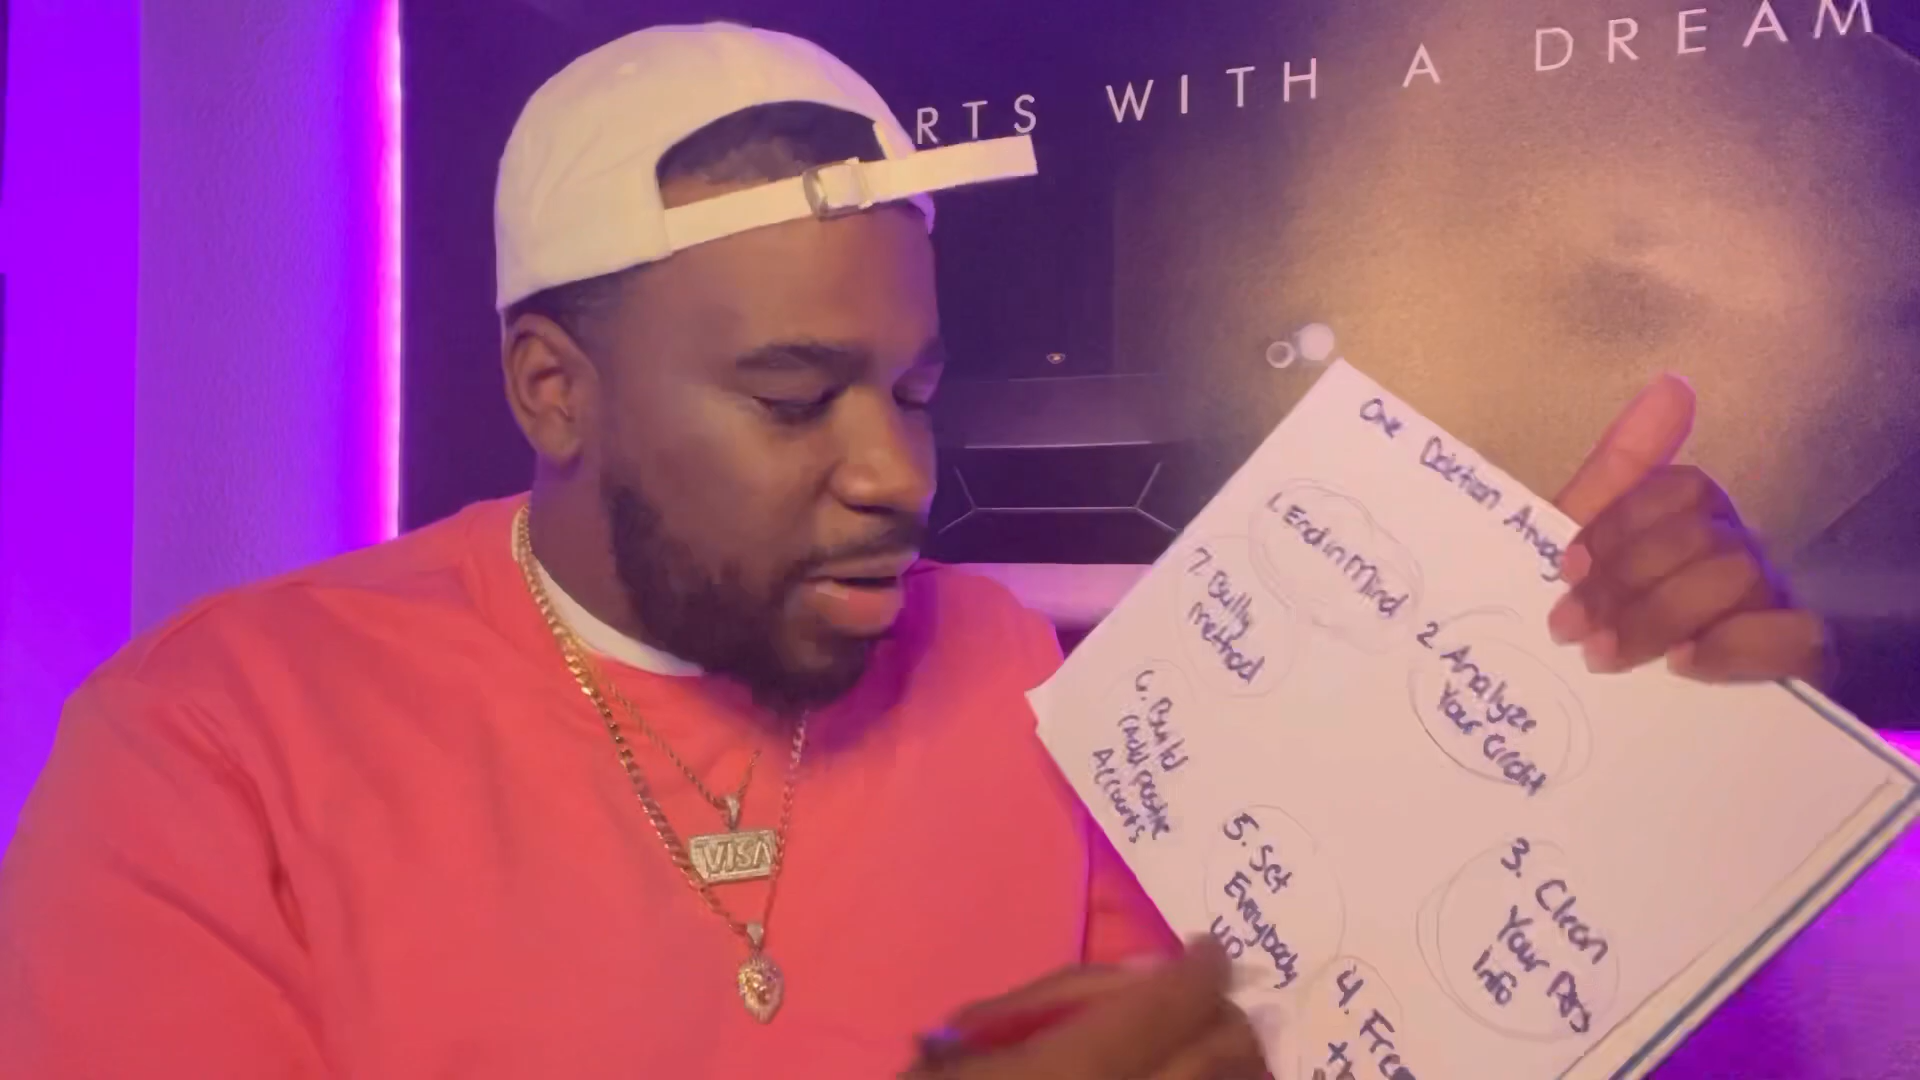 RTS WITH A DREAM
VISA
One Deletion Away
1. End in Mind
2. Analyze
Your Credit
3. Clean
Your Pers
info
4. Free
5. Set
Everybody
up
6. Build
(add positive
Accounts
7. Bully
method